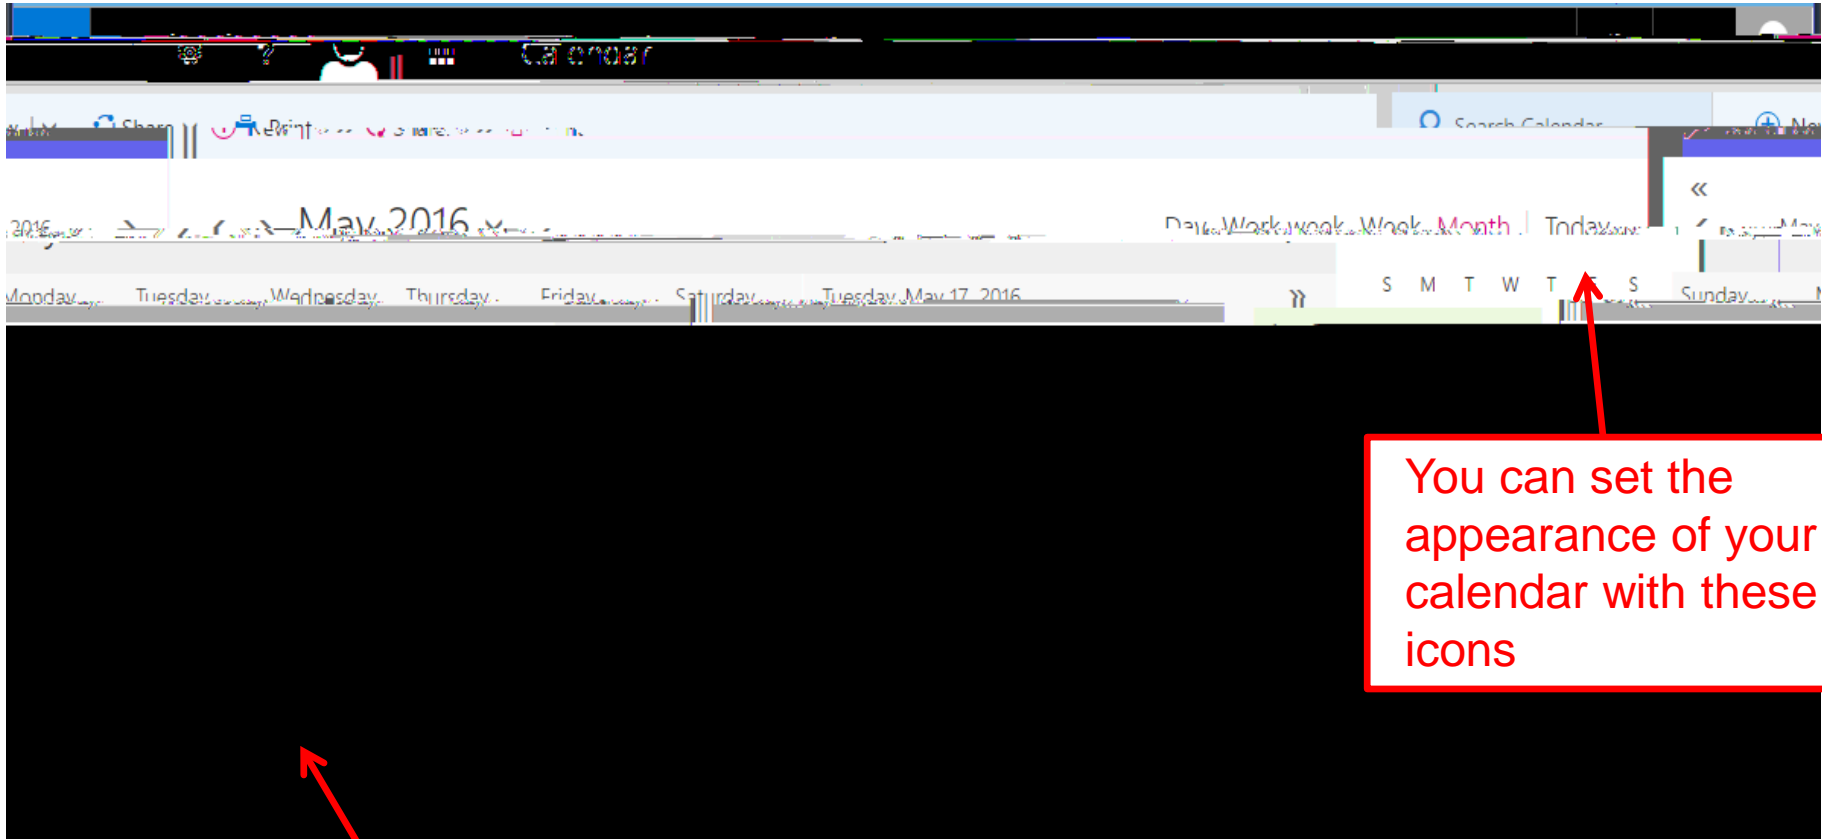 Calendar
Share Print
Search Calendar
May 2016 Day Work week Week Month Today
S M T W T F S
Monday Tuesday Wednesday Thursday Friday Saturday Tuesday, May 17, 2016 Sunday
You can set the
appearance of your
calendar with these
icons